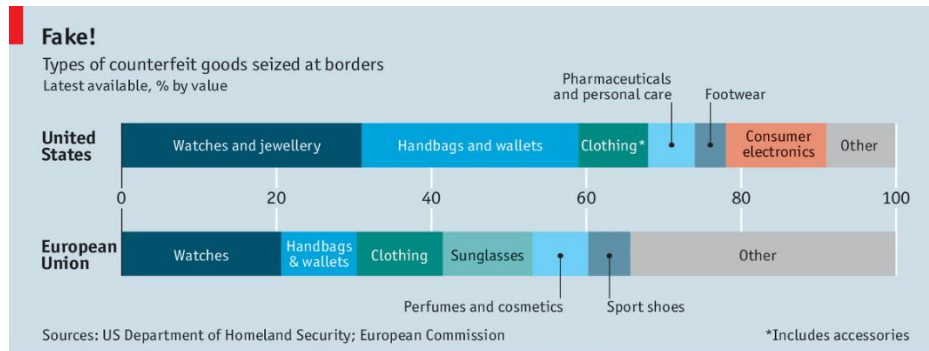 Fake!
Types of counterfeit goods seized at borders
Latest available, % by value
Pharmaceuticals
and personal care
Footwear
United
States
Watches and jewellery
Handbags and wallets
Clothing*
Consumer
electronics
Other
0
20
40
60
80
100
European
Union
Watches
Handbags
& wallets
Clothing
Sunglasses
Other
Perfumes and cosmetics
Sport shoes
Sources: US Department of Homeland Security; European Commission
*Includes accessories